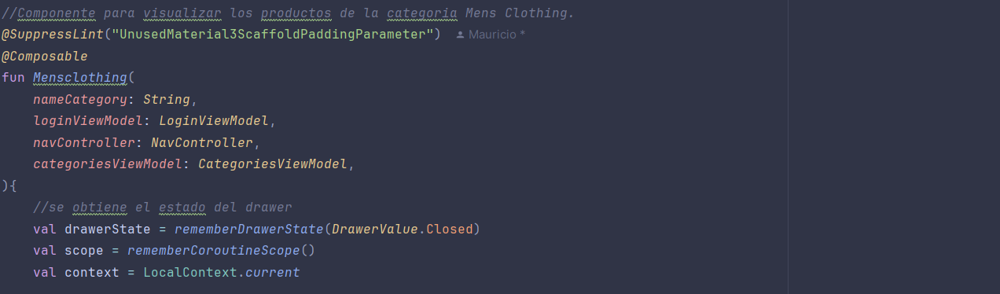 //Componente para visualizar los productos de la categoria Mens Clothing.
@SuppressLint("UnusedMaterial3ScaffoldPaddingParameter") Mauricio *
@Composable
fun Mensclothing(
    nameCategory: String,
    loginViewModel: LoginViewModel,
    navController: NavController,
    categoriesViewModel: CategoriesViewModel,
){
    //se obtiene el estado del drawer
    val drawerState = rememberDrawerState(DrawerValue.Closed)
    val scope = rememberCoroutineScope()
    val context = LocalContext.current